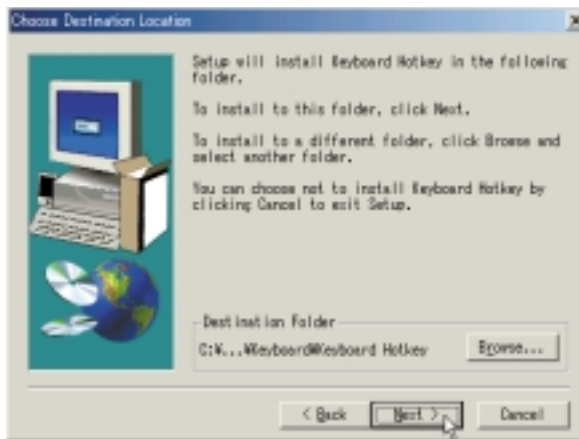 Choose Destination Location
Setup will install Keyboard Hotkey in the following
folder.
To install to this folder, click Next.
To install to a different folder, click Browse and
select another folder.
You can choose not to install Keyboard Hotkey by
clicking Cancel to exit Setup.
Destination Folder
C:¥...¥Keyboard¥Keyboard Hotkey
Browse...
< Back
Next >
Cancel